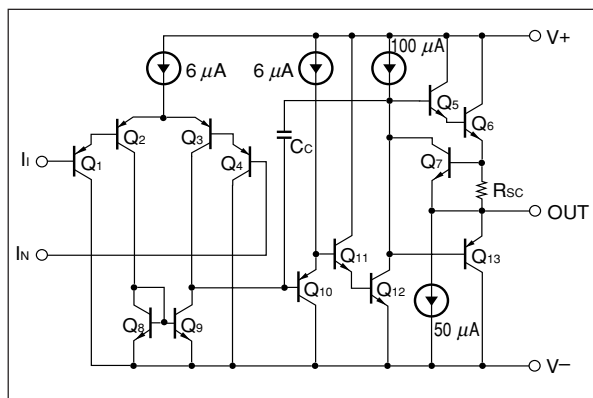 V+
6 μA
6 μA
100 μA
Q5
Q6
Q2
Q3
CC
II
Q1
Q4
Q7
RSC
OUT
IN
Q11
Q13
Q10
Q12
Q8
Q9
50 μA
V−